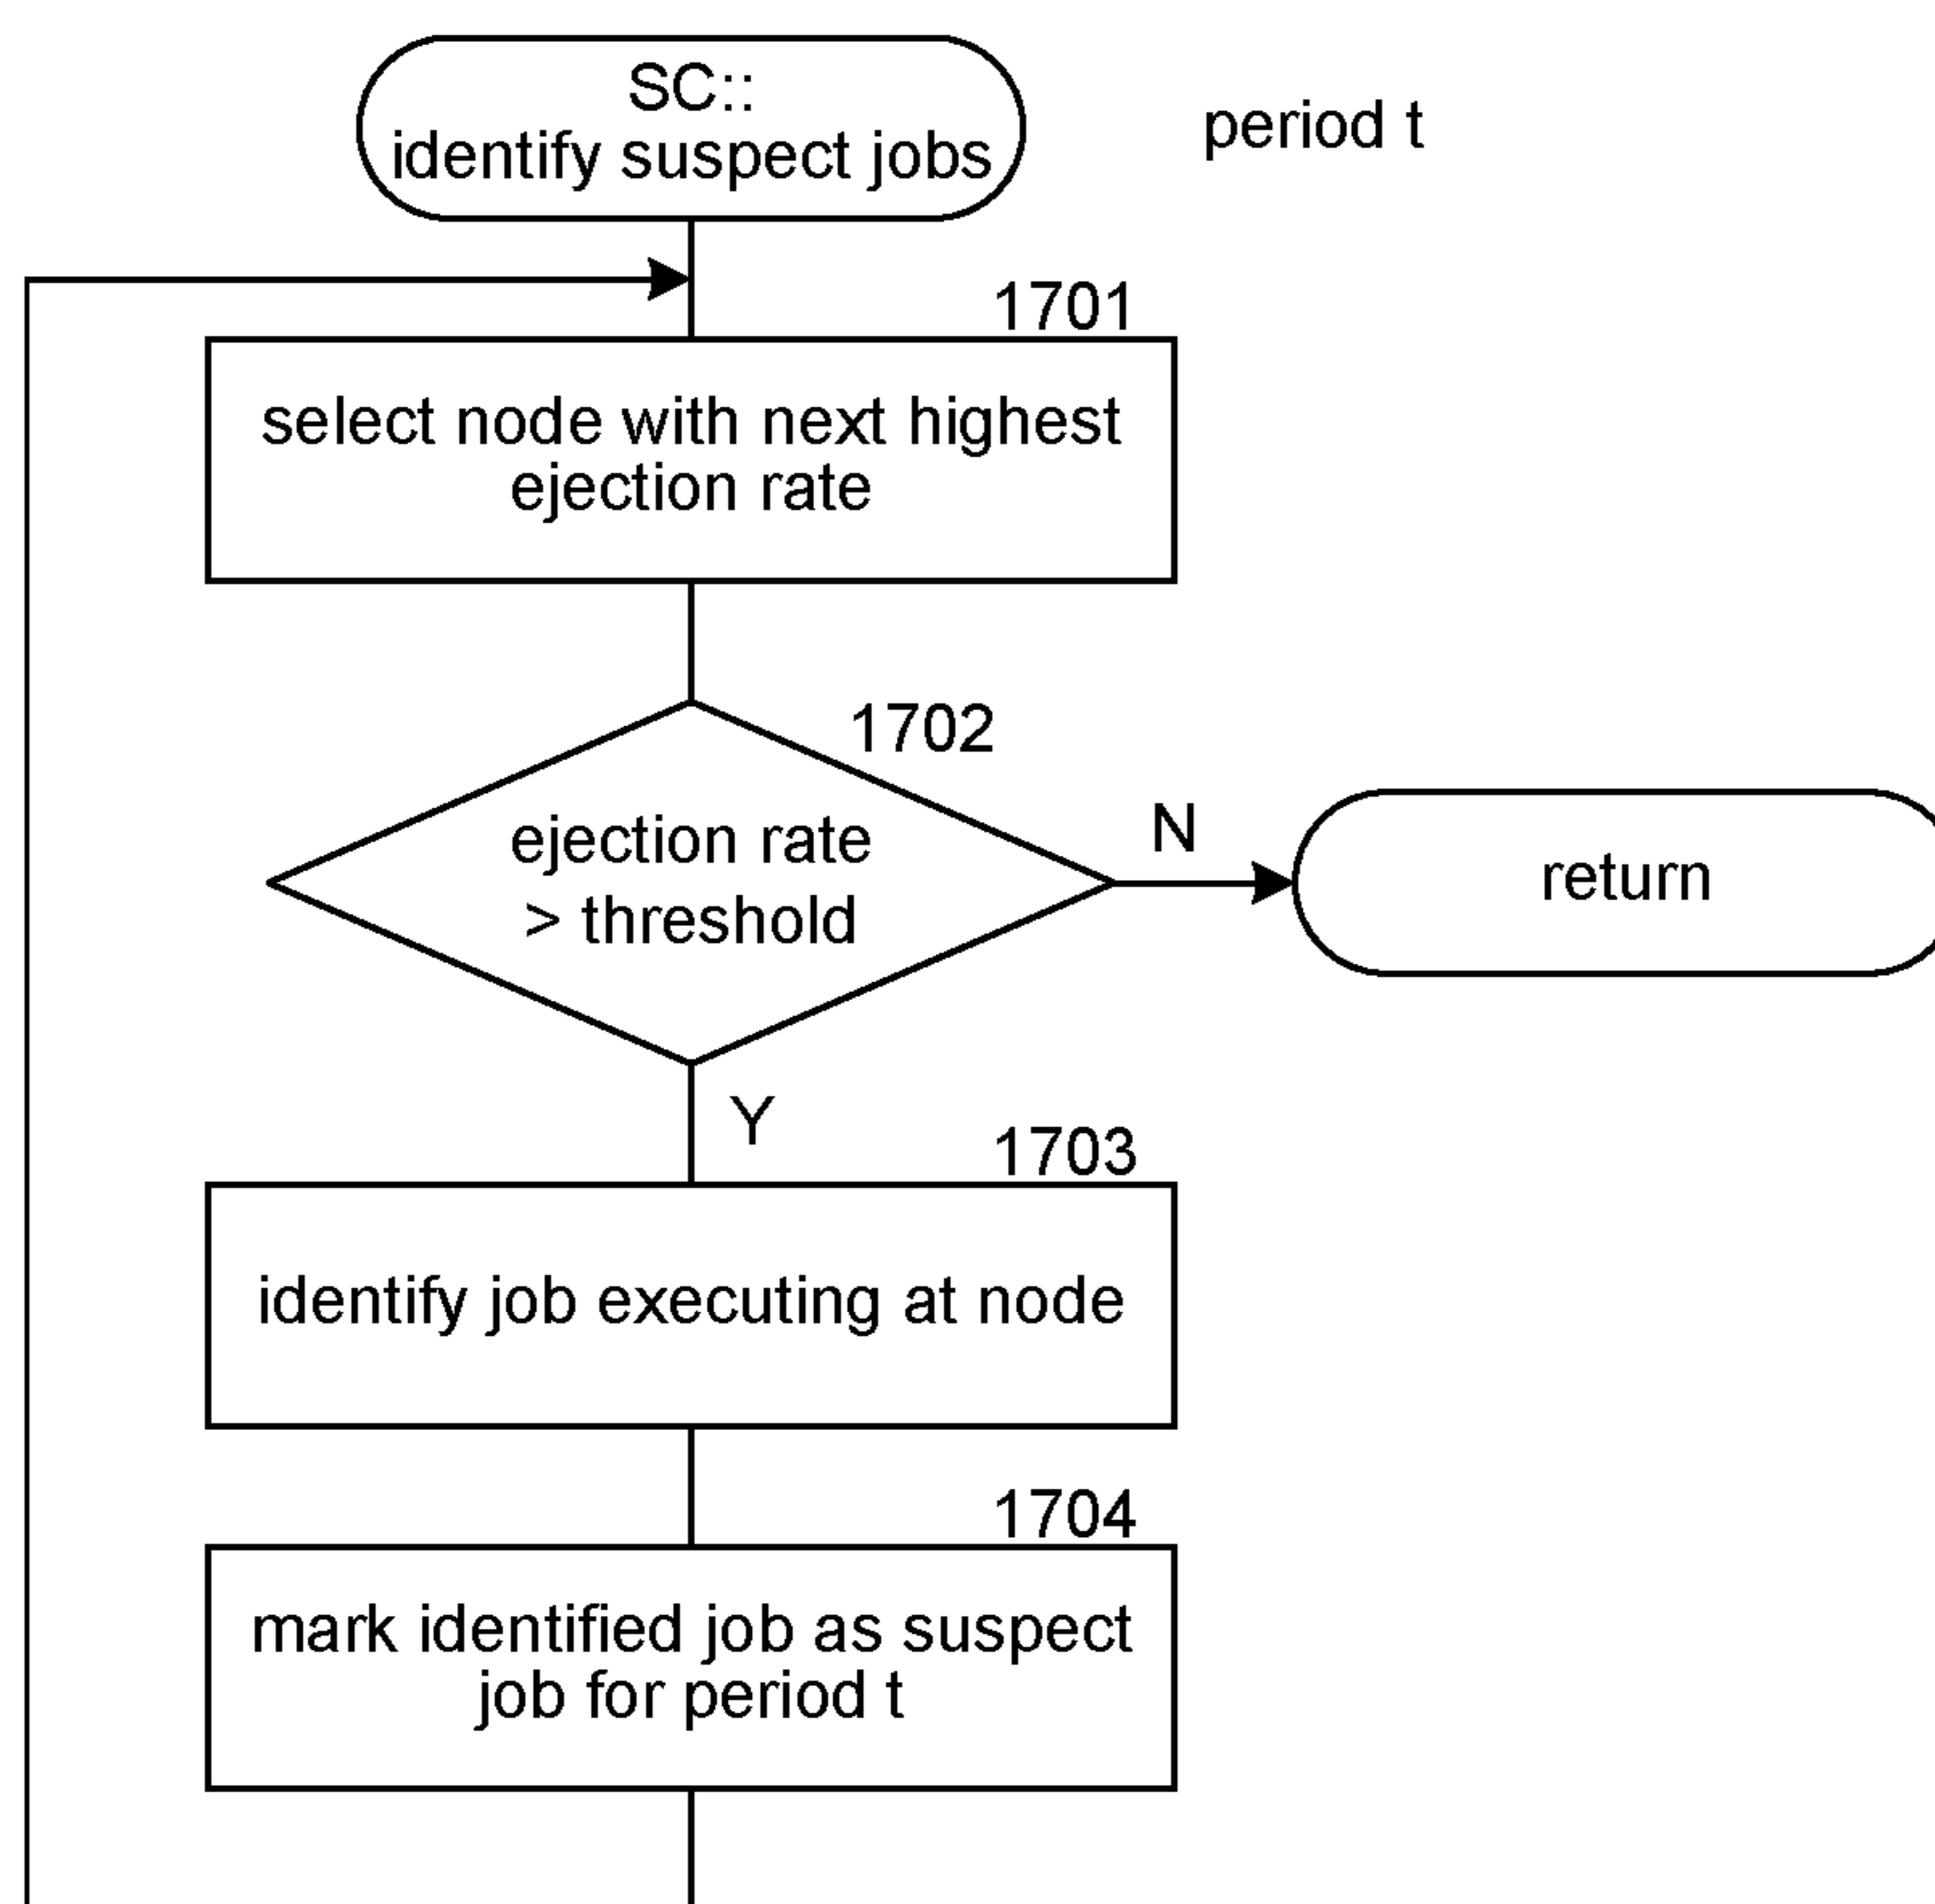 SC::
identify suspect jobs
period t
1701
select node with next highest
ejection rate
1702
ejection rate
> threshold
N
return
Y
1703
identify job executing at node
1704
mark identified job as suspect
job for period t